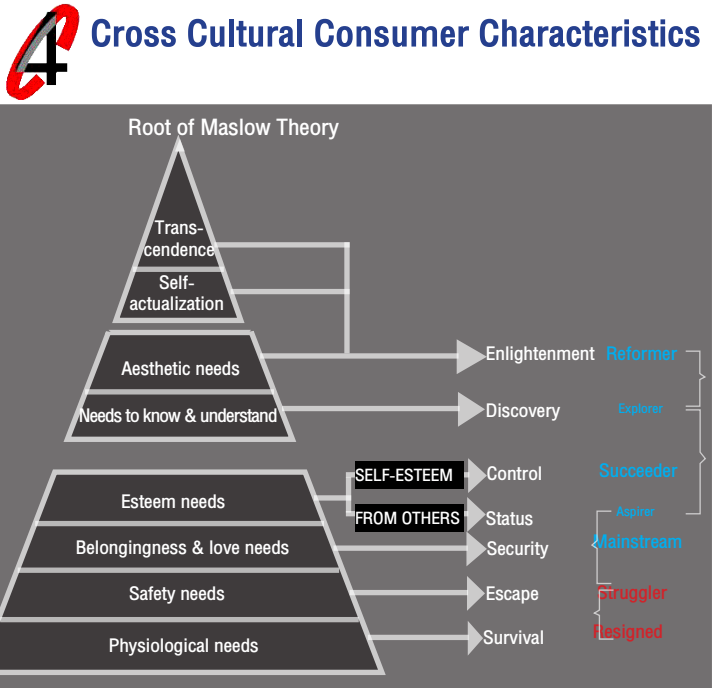 4C
Cross Cultural Consumer Characteristics
Root of Maslow Theory
Trans-
cendence
Self-
actualization
Aesthetic needs
Enlightenment Reformer
Needs to know & understand
Discovery Explorer
Esteem needs
SELF-ESTEEM Control Succeeder
FROM OTHERS Status Aspirer
Belongingness & love needs
Security Mainstream
Safety needs
Escape Struggler
Physiological needs
Survival Resigned